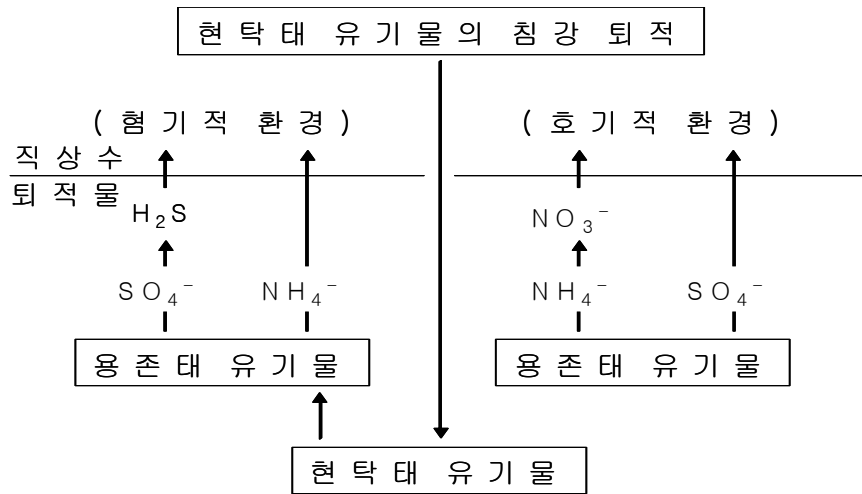 현탁태 유기물의 침강 퇴적
(혐기적 환경) (호기적 환경)
직상수
퇴적물
H₂S NO₃⁻
SO₄⁻ NH₄⁻ NH₄⁻ SO₄⁻
용존태 유기물 용존태 유기물
현탁태 유기물